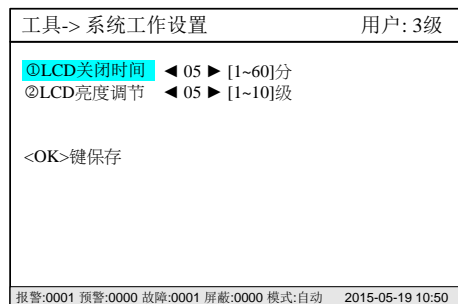 工具-> 系统工作设置 用户: 3级
①LCD关闭时间 ◀ 05 ▶ [1~60]分
②LCD亮度调节 ◀ 05 ▶ [1~10]级
<OK>键保存
报警:0001 预警:0000 故障:0001 屏蔽:0000 模式:自动 2015-05-19 10:50